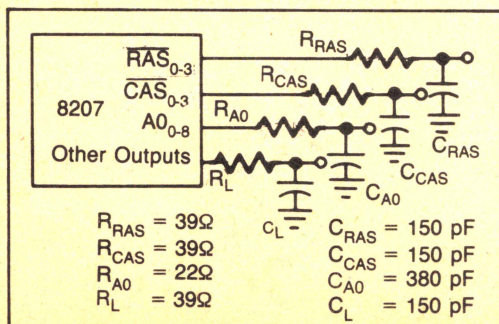 RAS0-3
CAS0-3
8207
A00-8
Other Outputs
RRAS
RCAS
RA0
RL
CRAS
CCAS
CA0
CL
RRAS = 39Ω
RCAS = 39Ω
RA0 = 22Ω
RL = 39Ω
CRAS = 150 pF
CCAS = 150 pF
CA0 = 380 pF
CL = 150 pF